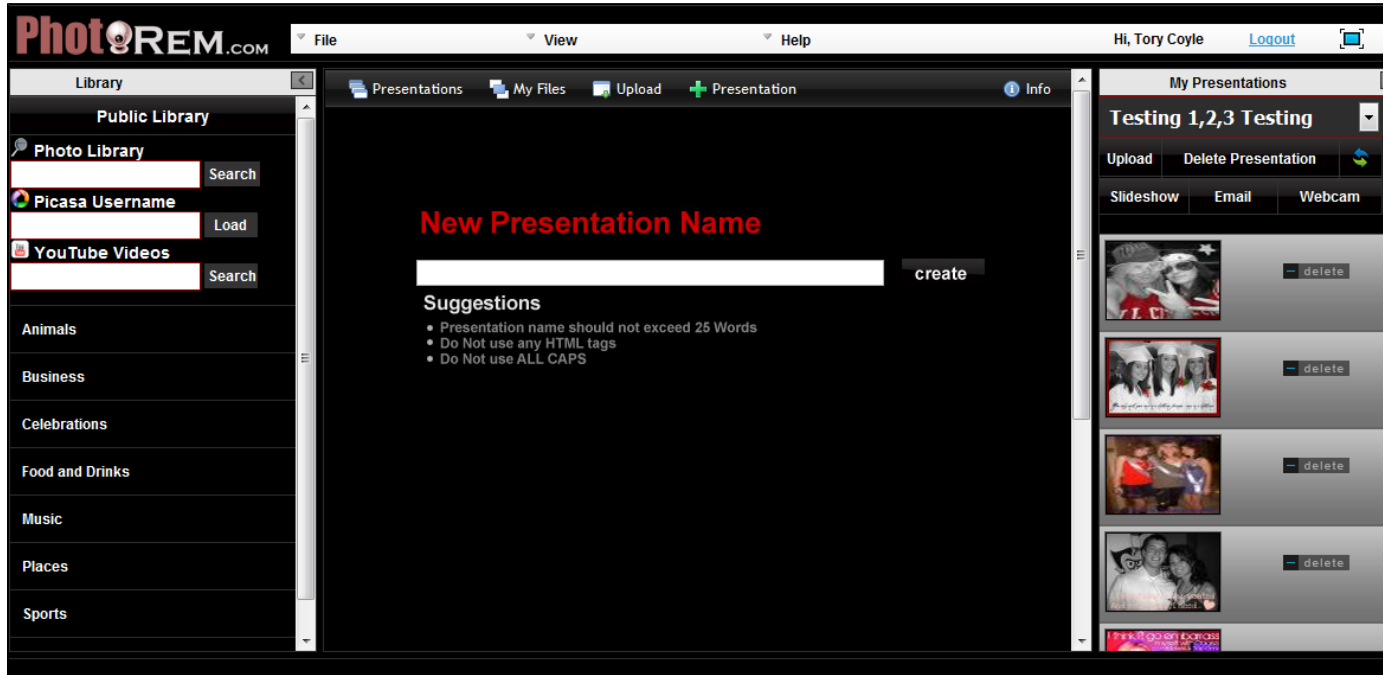 PhotoRem.com
File
View
Help
Hi, Tory Coyle
Logout
Library
<
Public Library
Photo Library
Search
Picasa Username
Load
YouTube Videos
Search
Animals
Business
Celebrations
Food and Drinks
Music
Places
Sports
Presentations
My Files
Upload
Presentation
Info
New Presentation Name
create
Suggestions
Presentation name should not exceed 25 Words
Do Not use any HTML tags
Do Not use ALL CAPS
My Presentations
Testing 1,2,3 Testing
Upload
Delete Presentation
Slideshow
Email
Webcam
delete
delete
delete
delete
I think I'll go embarrass